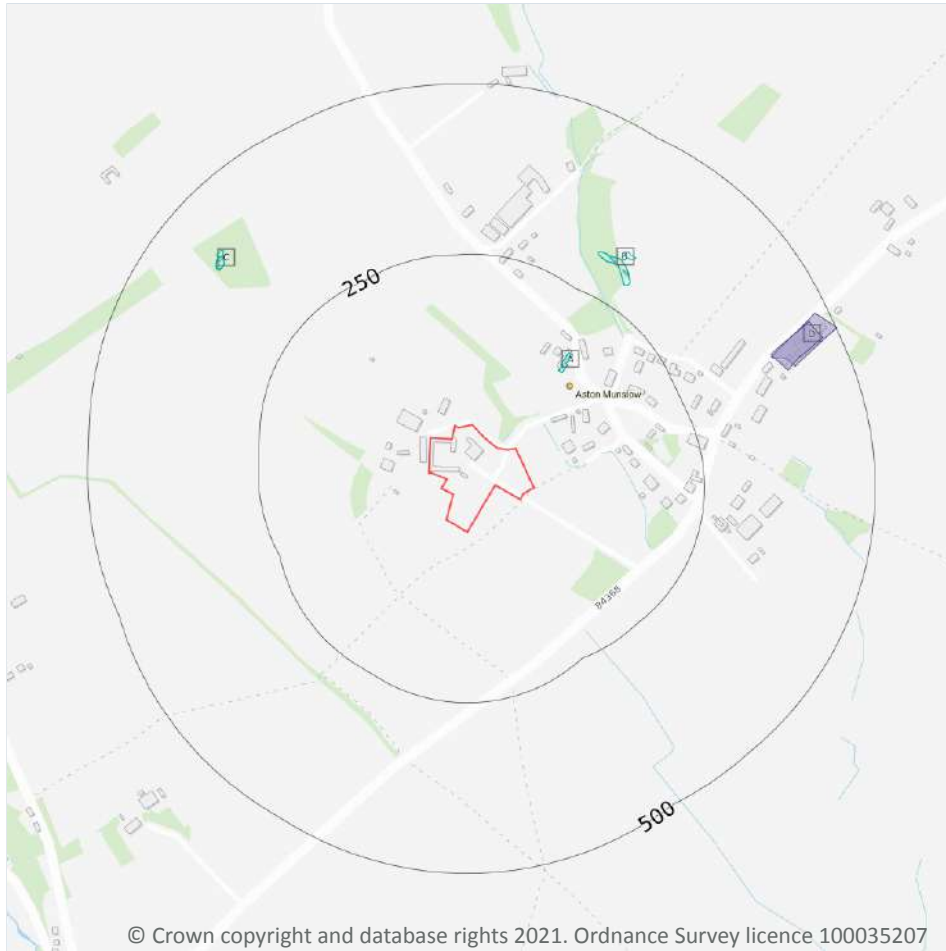 C
B
250
D
A
Aston Munslow
B4368
500
© Crown copyright and database rights 2021. Ordnance Survey licence 100035207